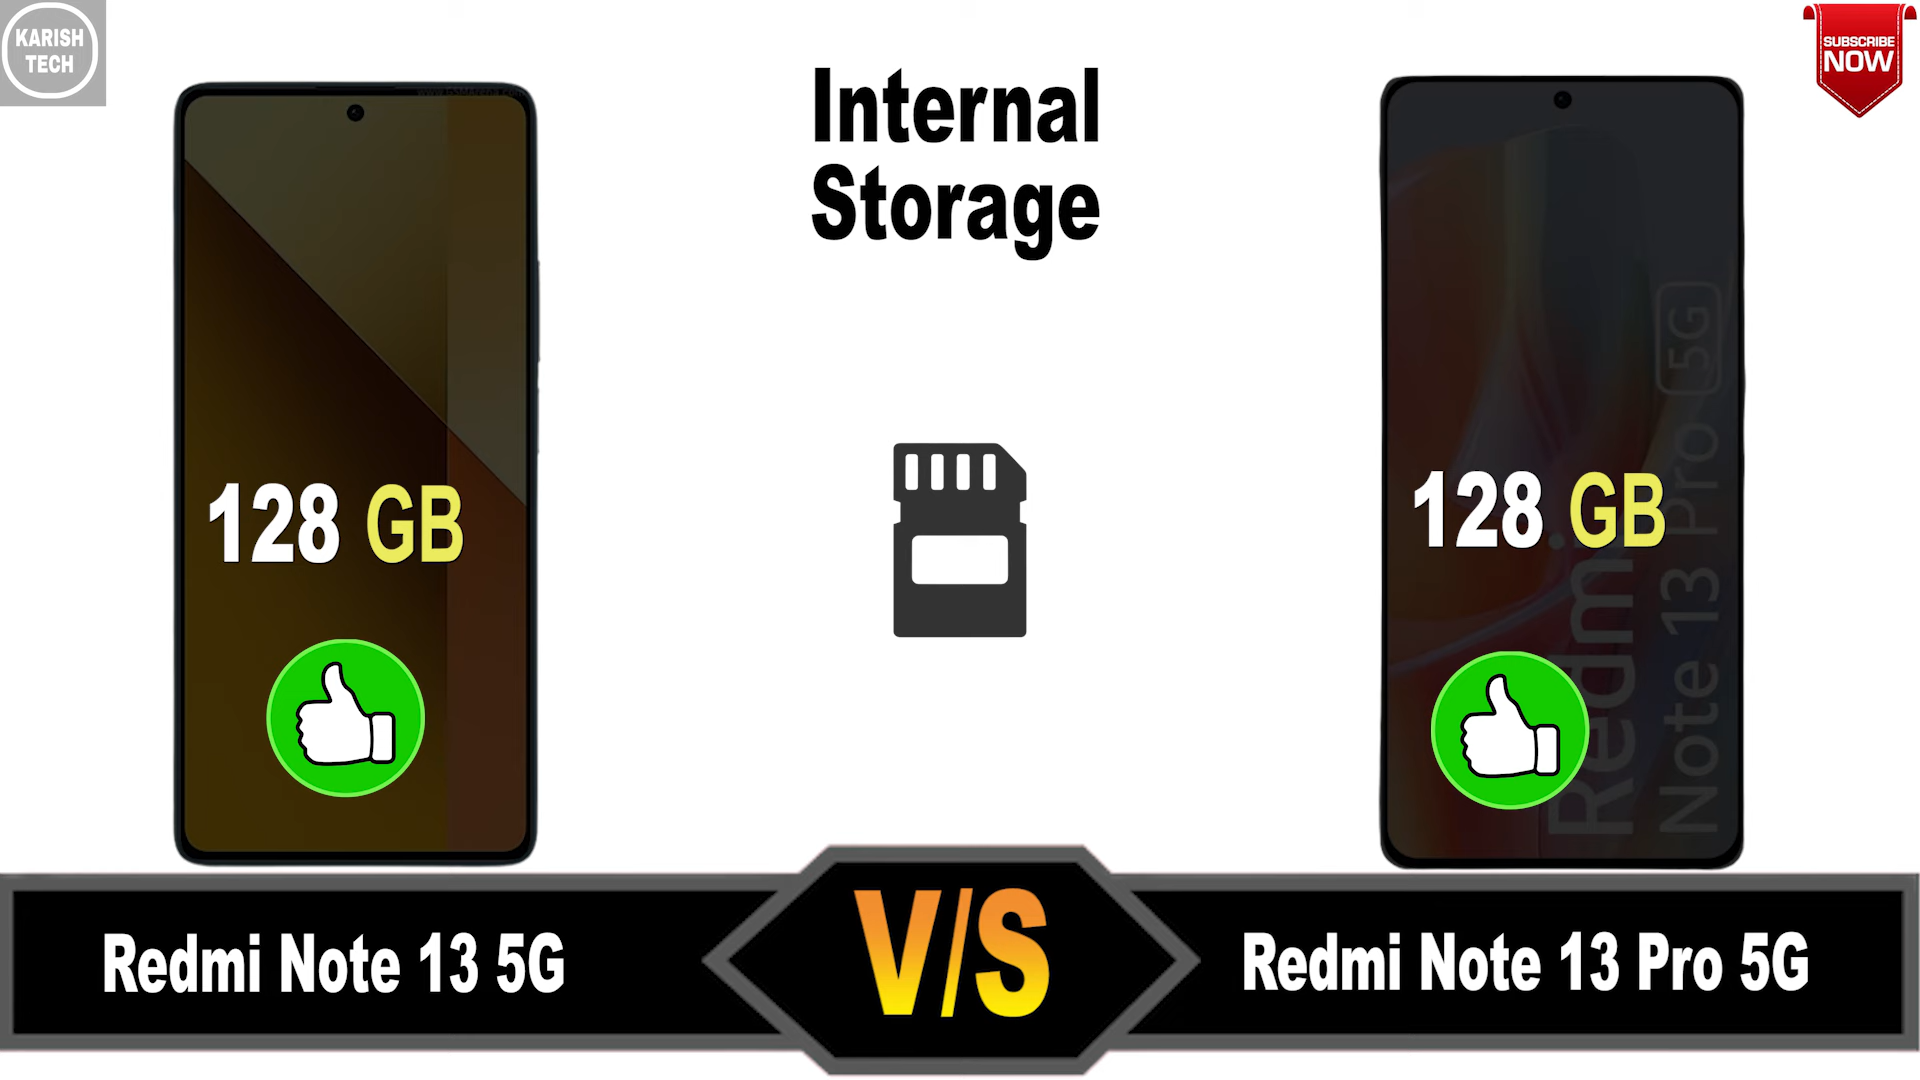 KARISH
TECH
SUBSCRIBE
NOW
Internal
Storage
128 GB
128 GB
Redmi
Note 13 Pro 5G
Redmi Note 13 5G
V/S
Redmi Note 13 Pro 5G